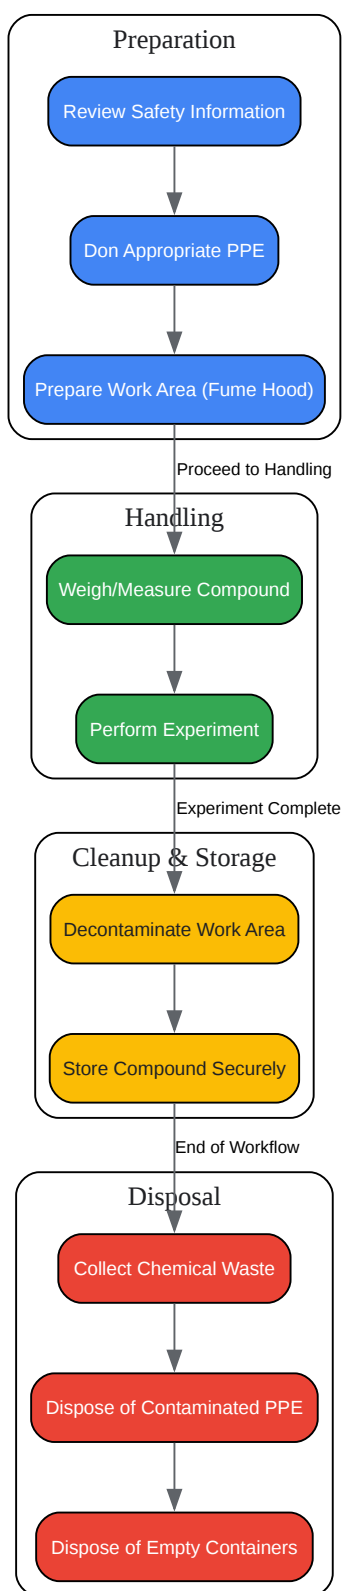 Preparation
Review Safety Information
Don Appropriate PPE
Prepare Work Area (Fume Hood)
Proceed to Handling
Handling
Weigh/Measure Compound
Perform Experiment
Experiment Complete
Cleanup & Storage
Decontaminate Work Area
Store Compound Securely
End of Workflow
Disposal
Collect Chemical Waste
Dispose of Contaminated PPE
Dispose of Empty Containers